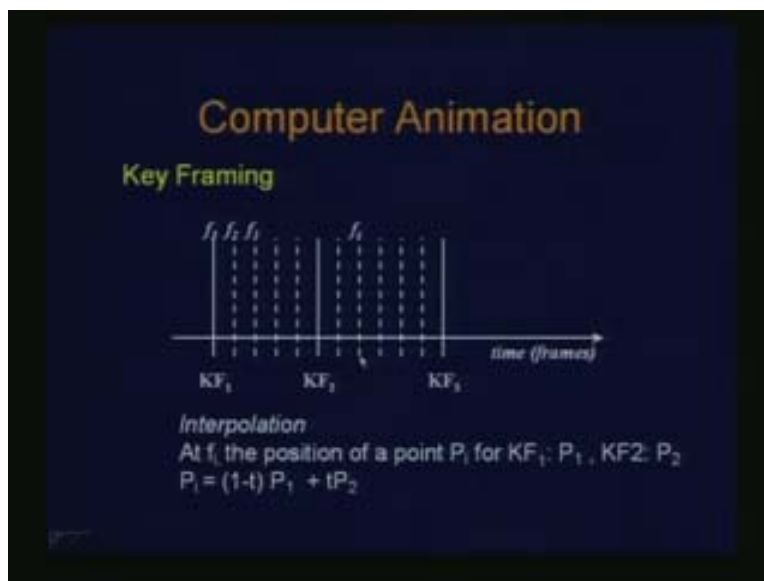 Computer Animation
Key Framing
f₁ f₂ f₃ fᵢ
time (frames)
KF₁ KF₂ KF₃
Interpolation
At fᵢ the position of a point Pᵢ for KF₁: P₁ , KF2: P₂
Pᵢ = (1-t) P₁ + tP₂